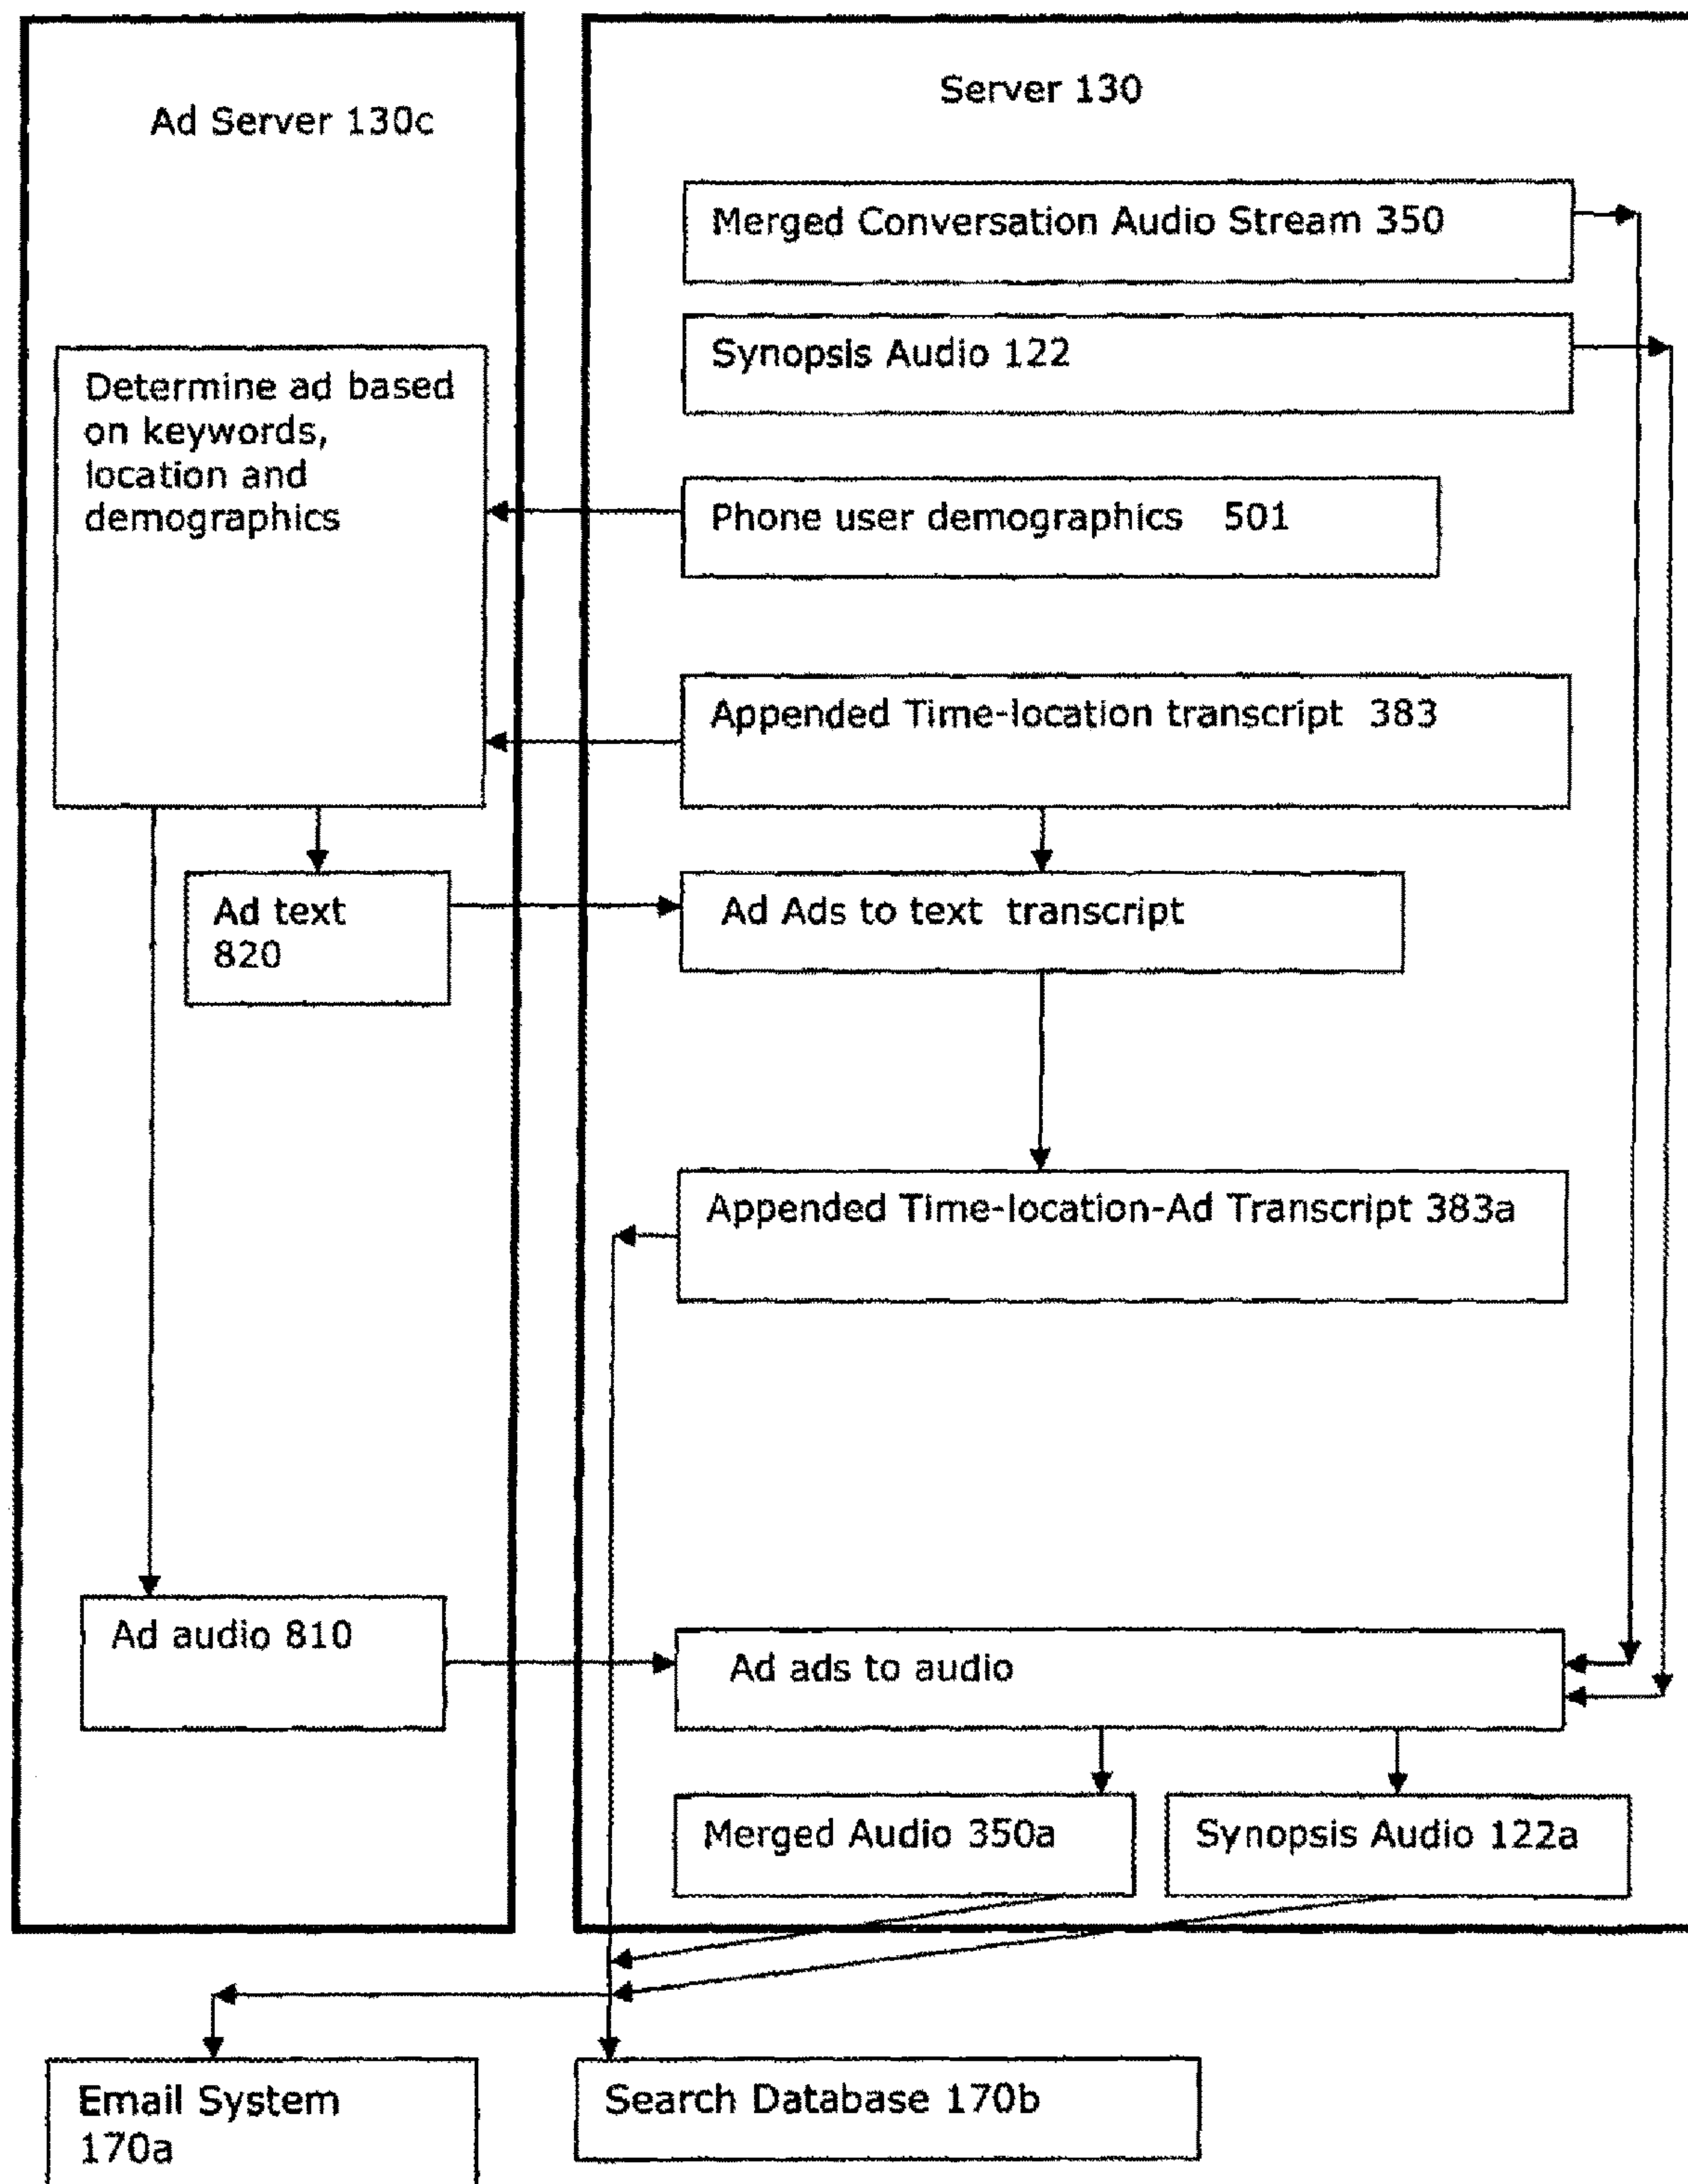 Ad Server 130c
Server 130
Merged Conversation Audio Stream 350
Synopsis Audio 122
Determine ad based
on keywords,
location and
demographics
Phone user demographics 501
Appended Time-location transcript 383
Ad text
820
Ad Ads to text transcript
Appended Time-location-Ad Transcript 383a
Ad audio 810
Ad ads to audio
Merged Audio 350a
Synopsis Audio 122a
Email System
170a
Search Database 170b